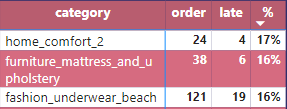 category order late %
home_comfort_2 24 4 17%
furniture_mattress_and_u 38 6 16%
pholstery
fashion_underwear_beach 121 19 16%